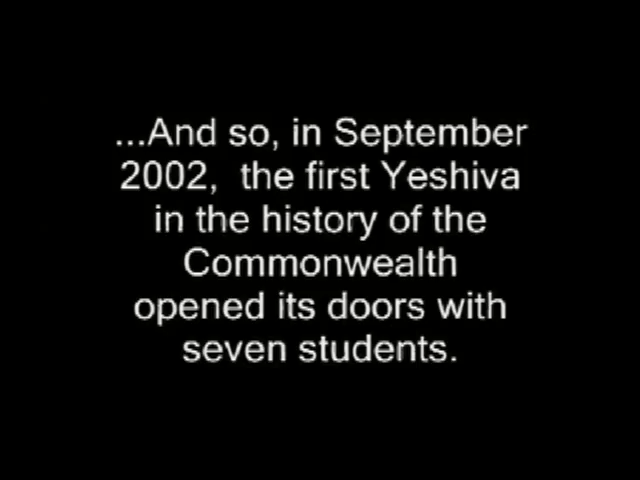 ...And so, in September
2002,  the first Yeshiva
in the history of the
Commonwealth
opened its doors with
seven students.